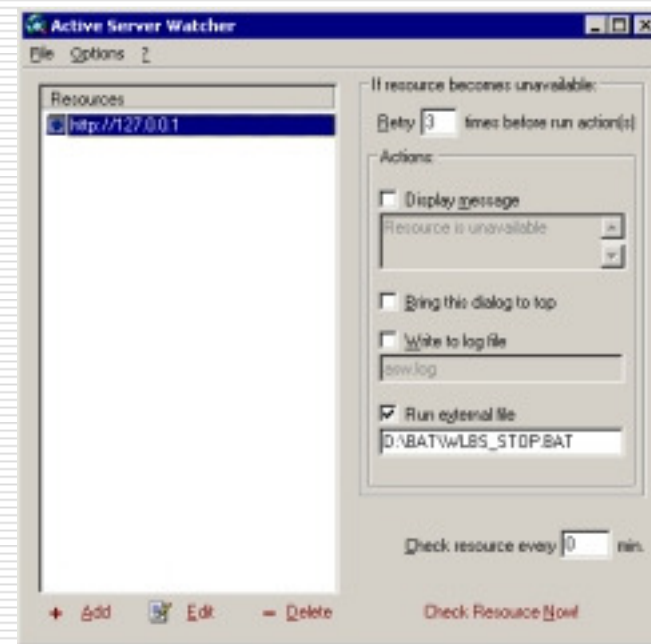 Active Server Watcher
File Options ?
Resources
http://127.0.0.1
If resource becomes unavailable:
Retry 3 times before run action(s)
Actions:
Display message
Resource is unavailable
Bring this dialog to top
Write to log file
asw.log
Run external file
D:\BAT\WLBS_STOP.BAT
Check resource every 0 min.
+ Add Edit - Delete Check Resource Now!